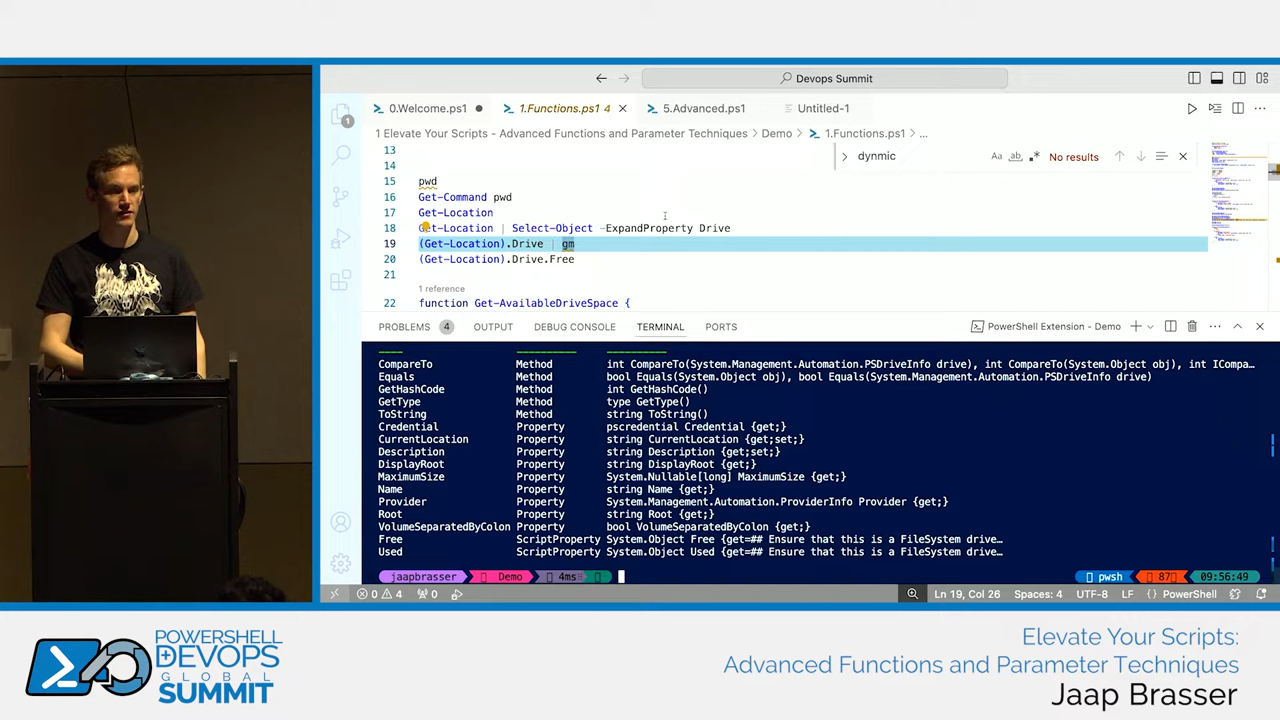 Devops Summit
0.Welcome.ps1
1.Functions.ps1 4
5.Advanced.ps1
Untitled-1
1 Elevate Your Scripts - Advanced Functions and Parameter Techniques > Demo > 1.Functions.ps1 > ...
dynmic
Aa
ab
No results
13
14
15 pwd
16 Get-Command pwd
17 Get-Location
18 Get-Location | Select-Object -ExpandProperty Drive
19 (Get-Location).Drive | gm
20 (Get-Location).Drive.Free
21
1 reference
22 function Get-AvailableDriveSpace {
PROBLEMS 4 OUTPUT DEBUG CONSOLE TERMINAL PORTS
PowerShell Extension - Demo
---- ---------- ----------
CompareTo Method int CompareTo(System.Management.Automation.PSDriveInfo drive), int CompareTo(System.Object obj), int ICompa…
Equals Method bool Equals(System.Object obj), bool Equals(System.Management.Automation.PSDriveInfo drive)
GetHashCode Method int GetHashCode()
GetType Method type GetType()
ToString Method string ToString()
Credential Property pscredential Credential {get;}
CurrentLocation Property string CurrentLocation {get;set;}
Description Property string Description {get;set;}
DisplayRoot Property string DisplayRoot {get;}
MaximumSize Property System.Nullable[long] MaximumSize {get;}
Name Property string Name {get;}
Provider Property System.Management.Automation.ProviderInfo Provider {get;}
Root Property string Root {get;}
VolumeSeparatedByColon Property bool VolumeSeparatedByColon {get;}
Free ScriptProperty System.Object Free {get=## Ensure that this is a FileSystem drive…
Used ScriptProperty System.Object Used {get=## Ensure that this is a FileSystem drive…
jaapbrasser Demo 4ms
pwsh 87 09:56:49
0 4 0
Ln 19, Col 26 Spaces: 4 UTF-8 LF {} PowerShell
POWERSHELL
DEVOPS
GLOBAL
SUMMIT
Elevate Your Scripts:
Advanced Functions and Parameter Techniques
Jaap Brasser